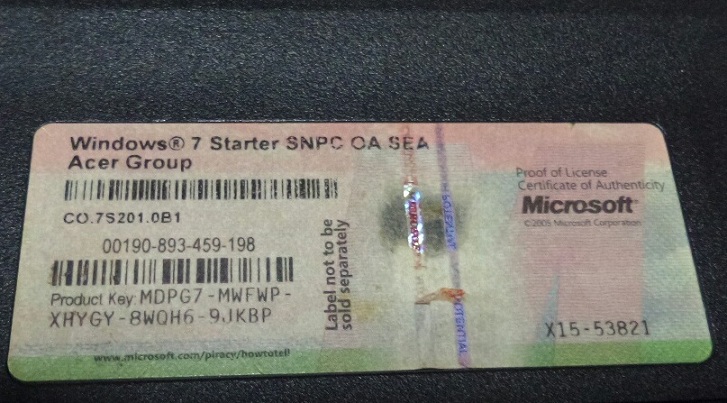 Windows® 7 Starter SNPC OA SEA
Acer Group
CO.7S201.0B1
00190-893-459-198
Product Key: MDPG7-MWFWP-
XHYGY-8WQH6-9JKBP
www.microsoft.com/piracy/howtotell
Label not to be
sold separately
Proof of License
Certificate of Authenticity
Microsoft®
©2009 Microsoft Corporation
X15-53821